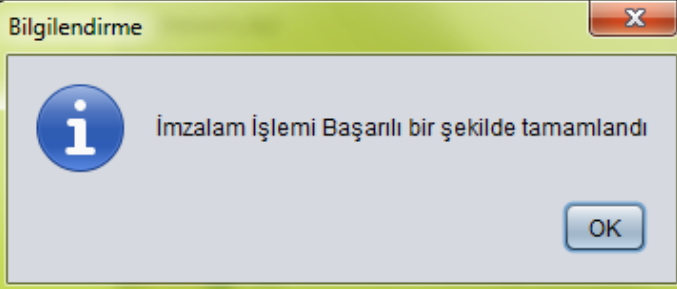 Bilgilendirme
İmzalam İşlemi Başarılı bir şekilde tamamlandı
OK